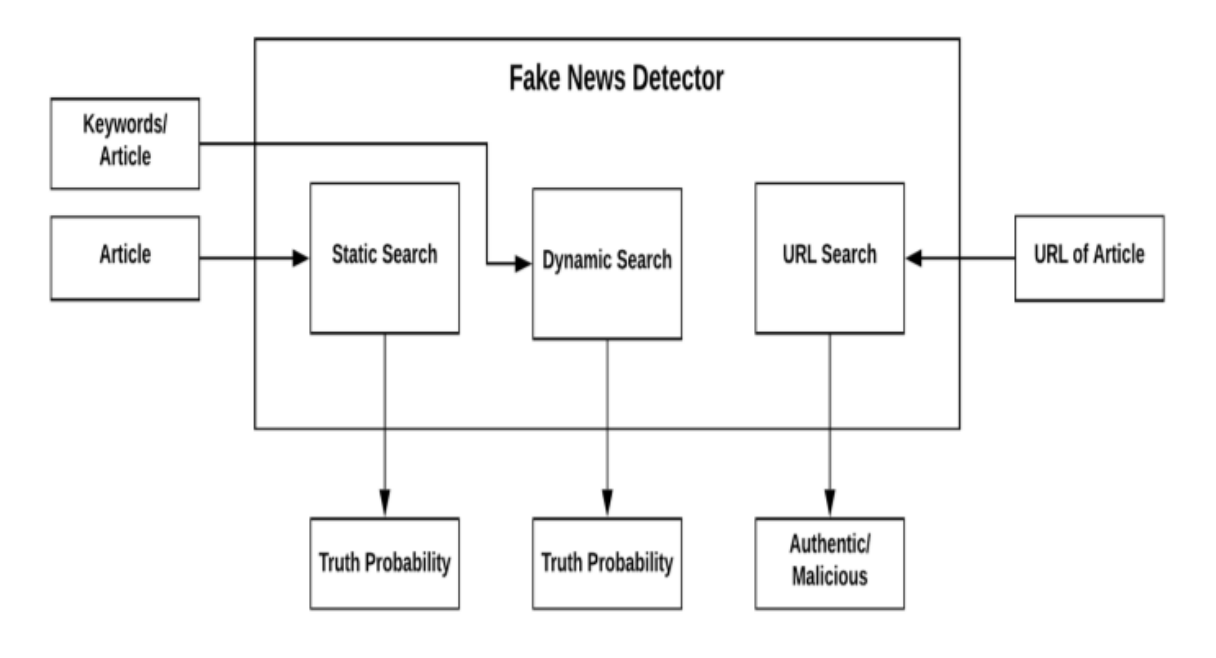 Fake News Detector
Keywords/
Article
Article
Static Search
Dynamic Search
URL Search
URL of Article
Truth Probability
Truth Probability
Authentic/
Malicious